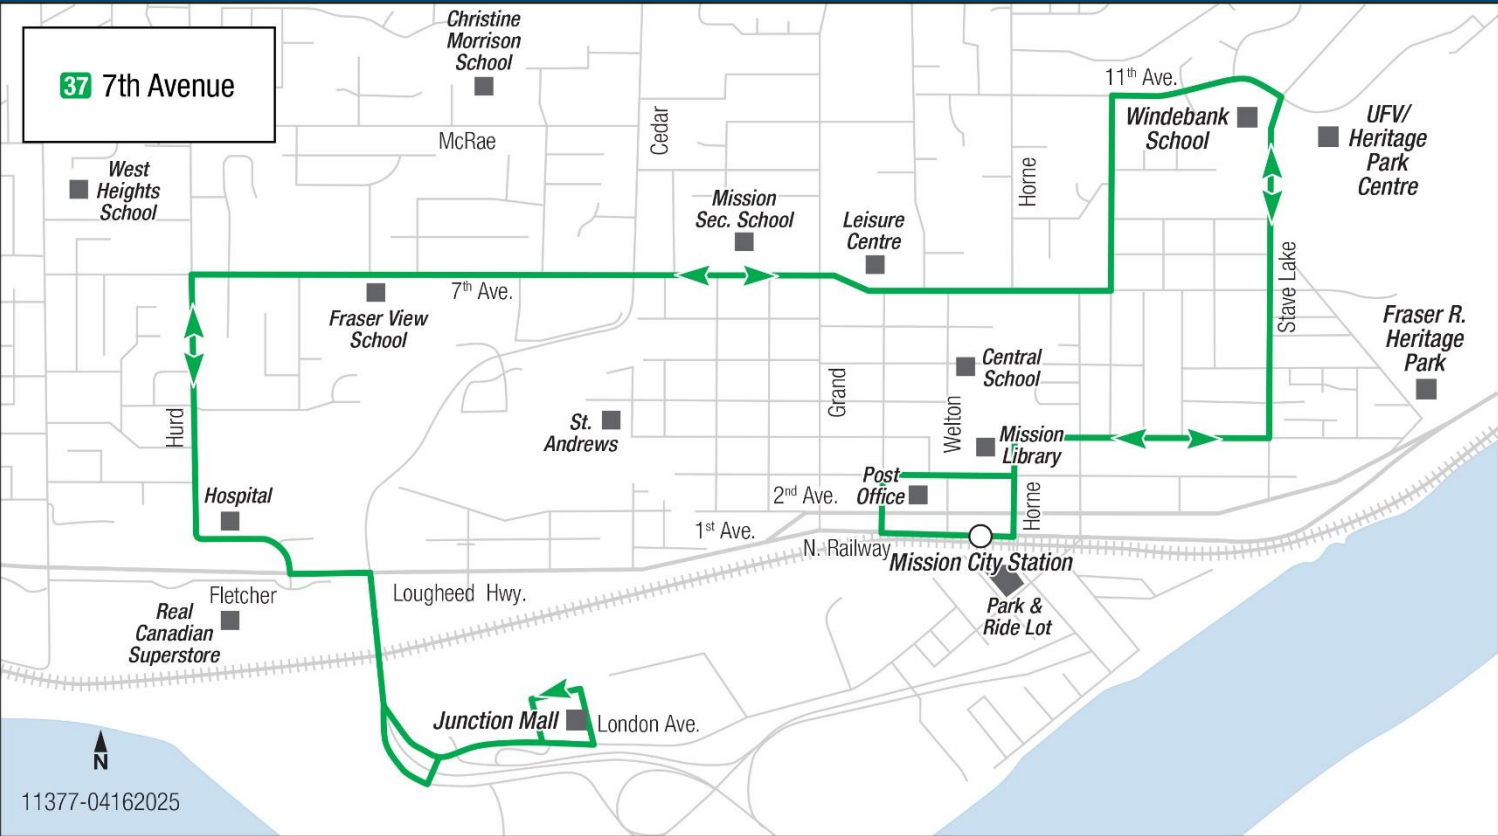 37 7th Avenue
Christine
Morrison
School
McRae
Cedar
West
Heights
School
11th Ave.
Windebank
School
UFV/
Heritage
Park
Centre
Horne
Mission
Sec. School
Leisure
Centre
7th Ave.
Fraser View
School
Stave Lake
Fraser R.
Heritage
Park
Central
School
Grand
Welton
Hurd
St.
Andrews
Mission
Library
Hospital
Post
Office
2nd Ave.
Horne
1st Ave.
N. Railway
Mission City Station
Park &
Ride Lot
Fletcher
Lougheed Hwy.
Real
Canadian
Superstore
Junction Mall
London Ave.
N
11377-04162025